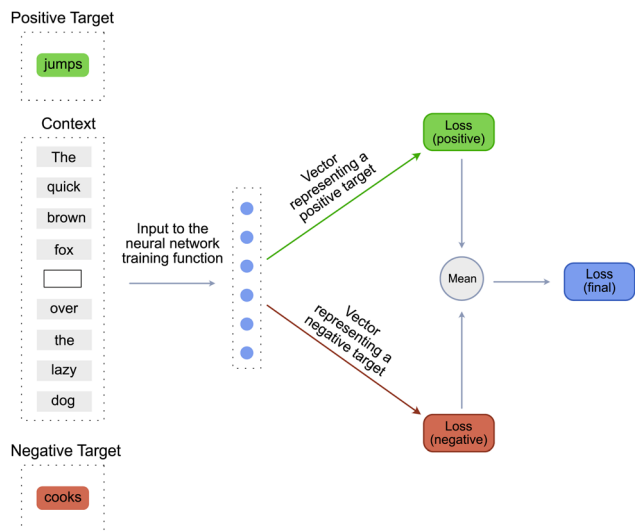 Positive Target
jumps
Context
The
quick
brown
fox
over
the
lazy
dog
Negative Target
cooks
Input to the
neural network
training function
Vector
representing a
positive target
Vector
representing a
negative target
Loss
(positive)
Mean
Loss
(final)
Loss
(negative)